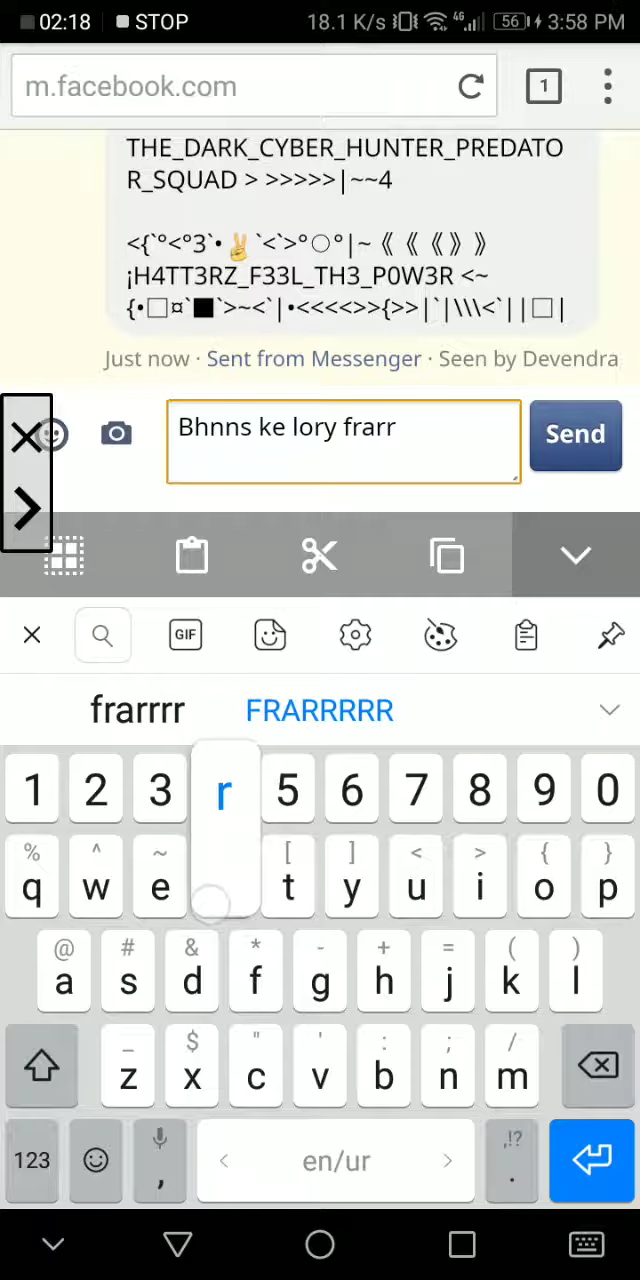 02:18 STOP 18.1 K/s 4G 56 3:58 PM
m.facebook.com 1
THE_DARK_CYBER_HUNTER_PREDATO
R_SQUAD > >>>>>|~~4
<{`°<°3`•✌`<`>°○°|~《《《》》
¡H4TT3RZ_F33L_TH3_P0W3R <~
{•□¤`■`>~<`|•<<<<>>{>>|`|\\\<`||□|
Just now · Sent from Messenger · Seen by Devendra
Bhnns ke lory frarr Send
GIF
frarrrr FRARRRRR
1 2 3 r 5 6 7 8 9 0
% ^ ~ [ ] < > { }
q w e t y u i o p
@ # & * - + = ( )
a s d f g h j k l
_ $ " ' : ; /
z x c v b n m
123 , en/ur ,!? .